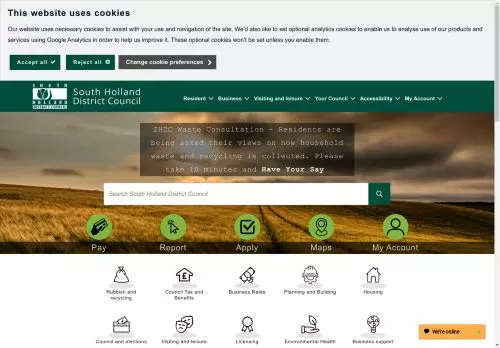 This website uses cookies
Our website uses necessary cookies to assist with your use and navigation of the site. We'd also like to set optional analytics cookies to enable us to analyse use of our products
and services using Google Analytics in order to help us improve it. These optional cookies won't be set unless you enable them.
Accept all
Reject all
Change cookie preferences
SOUTH
HOLLAND
DISTRICT COUNCIL
South Holland
District Council
Resident
Business
Visiting and leisure
Your Council
Accessibility
My Account
SHDC Waste Consultation - Residents are
being asked their views on how household
waste and recycling is collected. Please
take 10 minutes and Have Your Say
Search South Holland District Council
Pay
Report
Apply
Maps
My Account
Rubbish and
recycling
Council Tax and
Benefits
Business Rates
Planning and Building
Housing
Council and elections
Visiting and leisure
Licensing
Environmental Health
Business support
We're online